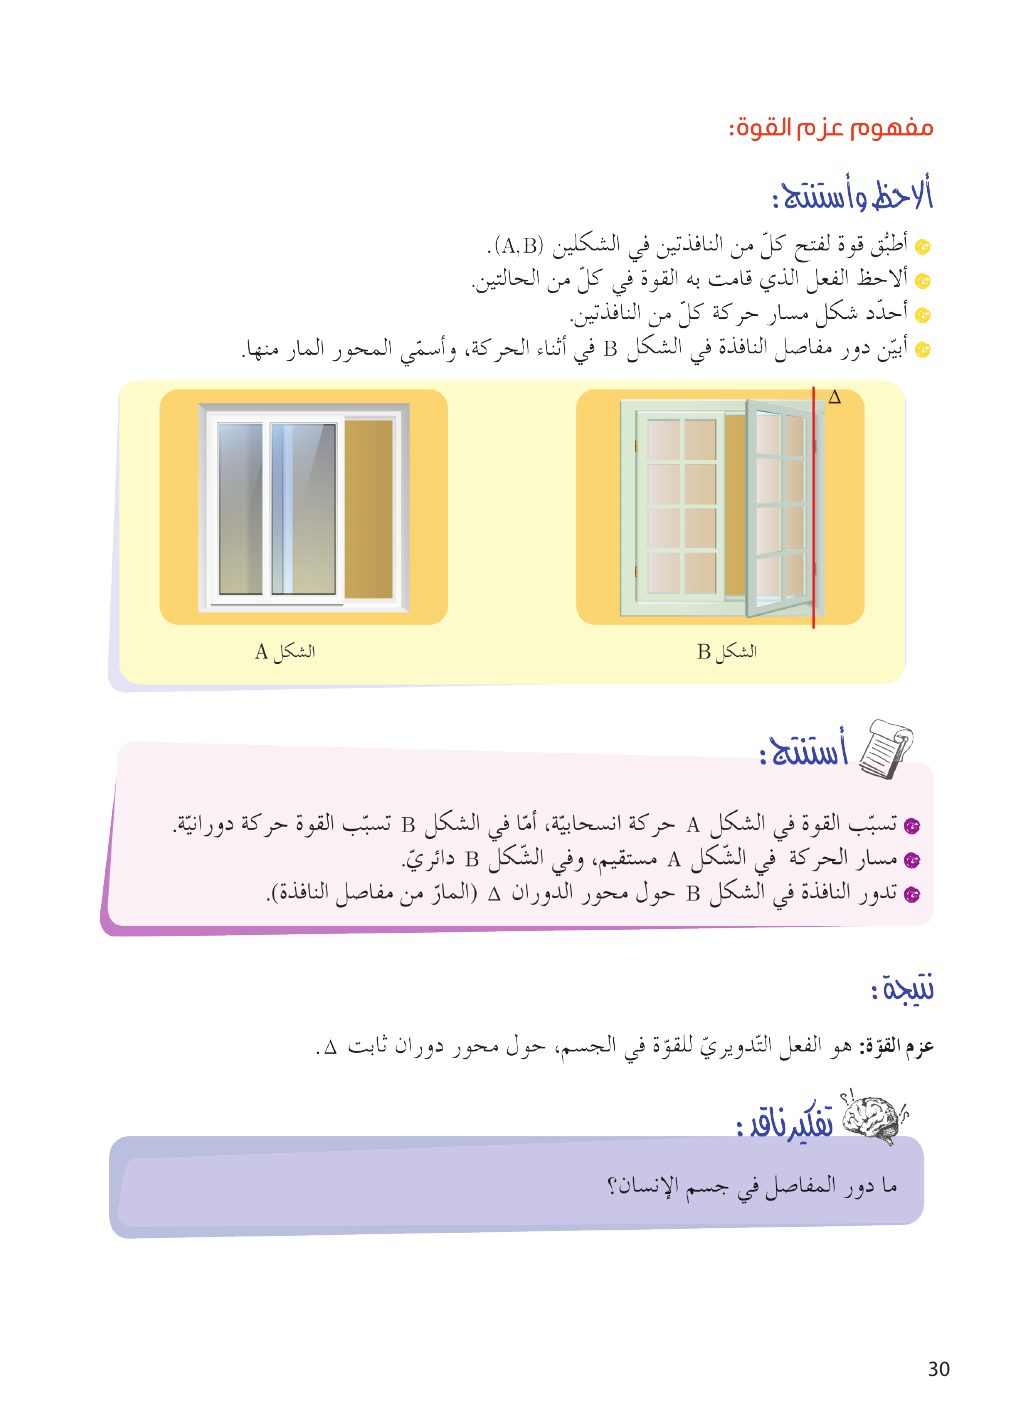 مفهوم عزم القوة:
ألاحظ وأستنتج:
أطبُّق قوة لفتح كلّ من النافذتين في الشكلين (A,B).
ألاحظ الفعل الذي قامت به القوة في كلّ من الحالتين.
أحدّد شكل مسار حركة كلّ من النافذتين.
أبيّن دور مفاصل النافذة في الشكل B في أثناء الحركة، وأسمّي المحور المار منها.
Δ
الشكل B
الشكل A
أستنتج:
تسبّب القوة في الشكل A حركة انسحابيّة، أمّا في الشكل B تسبّب القوة حركة دورانيّة.
مسار الحركة في الشّكل A مستقيم، وفي الشّكل B دائريّ.
تدور النافذة في الشكل B حول محور الدوران Δ (المارّ من مفاصل النافذة).
نتيجة:
عزم القوّة: هو الفعل التّدويريّ للقوّة في الجسم، حول محور دوران ثابت Δ.
تفكير ناقد:
ما دور المفاصل في جسم الإنسان؟
30